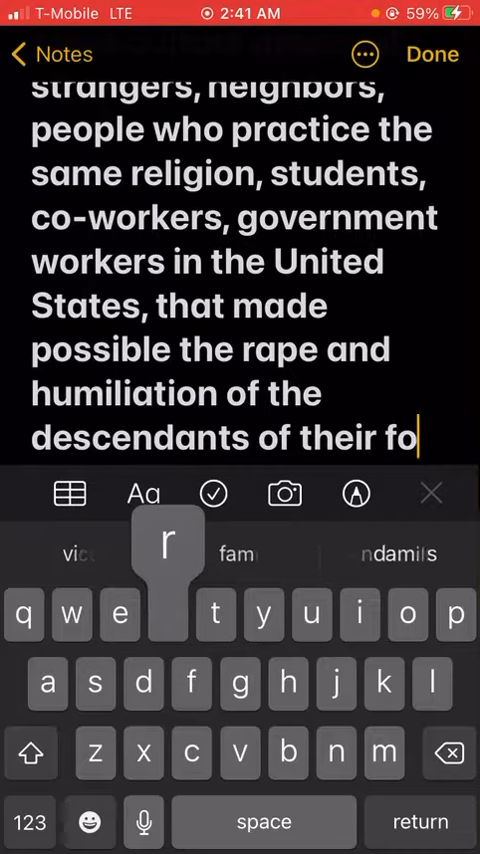 T-Mobile LTE 2:41 AM 59%
Notes Done
strangers, neighbors,
people who practice the
same religion, students,
co-workers, government
workers in the United
States, that made
possible the rape and
humiliation of the
descendants of their fo
Aa
r
fam
q w e t y u i o p
a s d f g h j k l
z x c v b n m
123 space return